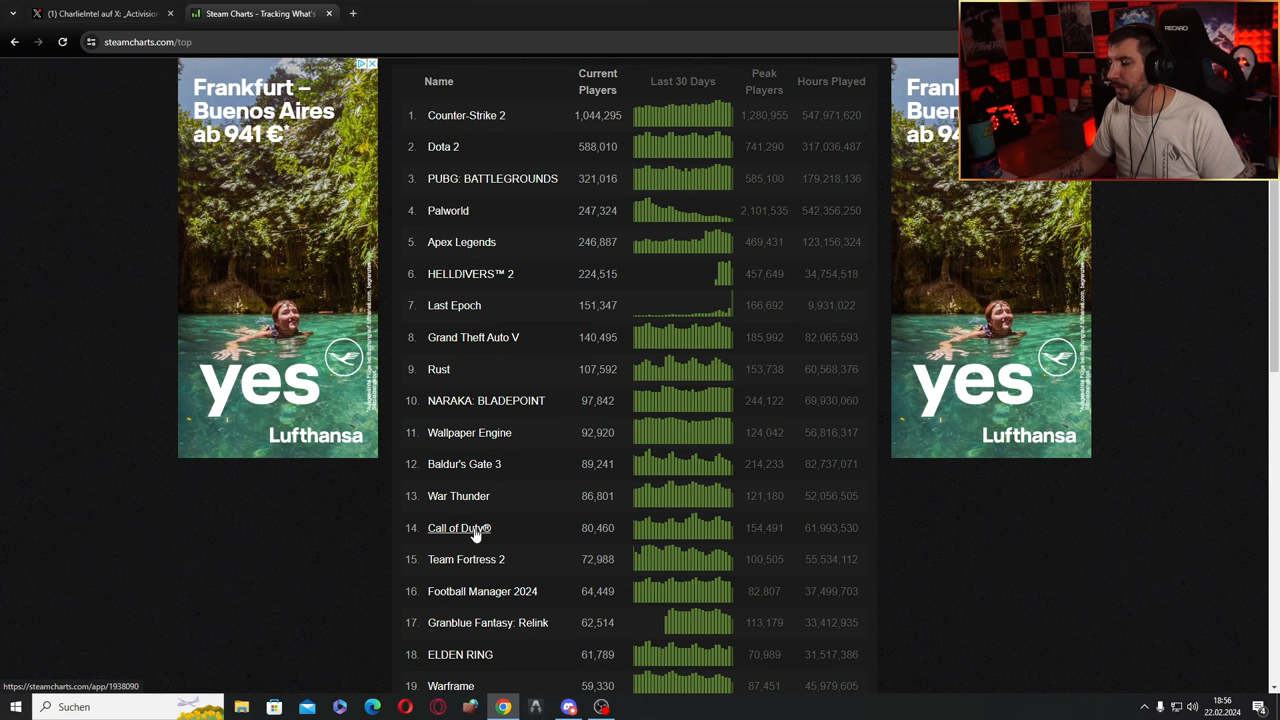 (1) CharlieIntel auf X: „Activision
Steam Charts - Tracking What's
steamcharts.com/top
RECARO
Frankfurt –
Buenos Aires
ab 941 €*
yes
Lufthansa
Name Current Players Last 30 Days Peak Players Hours Played
1. Counter-Strike 2 1,044,295 1,280,955 547,971,620
2. Dota 2 588,010 741,290 317,036,487
3. PUBG: BATTLEGROUNDS 321,016 585,100 179,218,136
4. Palworld 247,324 2,101,535 542,356,250
5. Apex Legends 246,887 469,431 123,156,324
6. HELLDIVERS™ 2 224,515 457,649 34,754,518
7. Last Epoch 151,347 166,692 9,931,022
8. Grand Theft Auto V 140,495 185,992 82,065,593
9. Rust 107,592 153,738 60,568,376
10. NARAKA: BLADEPOINT 97,842 244,122 69,930,060
11. Wallpaper Engine 92,920 124,042 56,816,317
12. Baldur's Gate 3 89,241 214,233 82,737,071
13. War Thunder 86,801 121,180 52,056,505
14. Call of Duty® 80,460 154,491 61,993,530
15. Team Fortress 2 72,988 100,505 55,534,112
16. Football Manager 2024 64,449 82,807 37,499,703
17. Granblue Fantasy: Relink 62,514 113,179 33,412,935
18. ELDEN RING 61,789 70,989 31,517,386
19. Warframe 59,330 87,451 45,979,605
Fran
Buen
ab 94
yes
Lufthansa
https://steamcharts.com/app/1938090
Suchen
18:56
22.02.2024
4